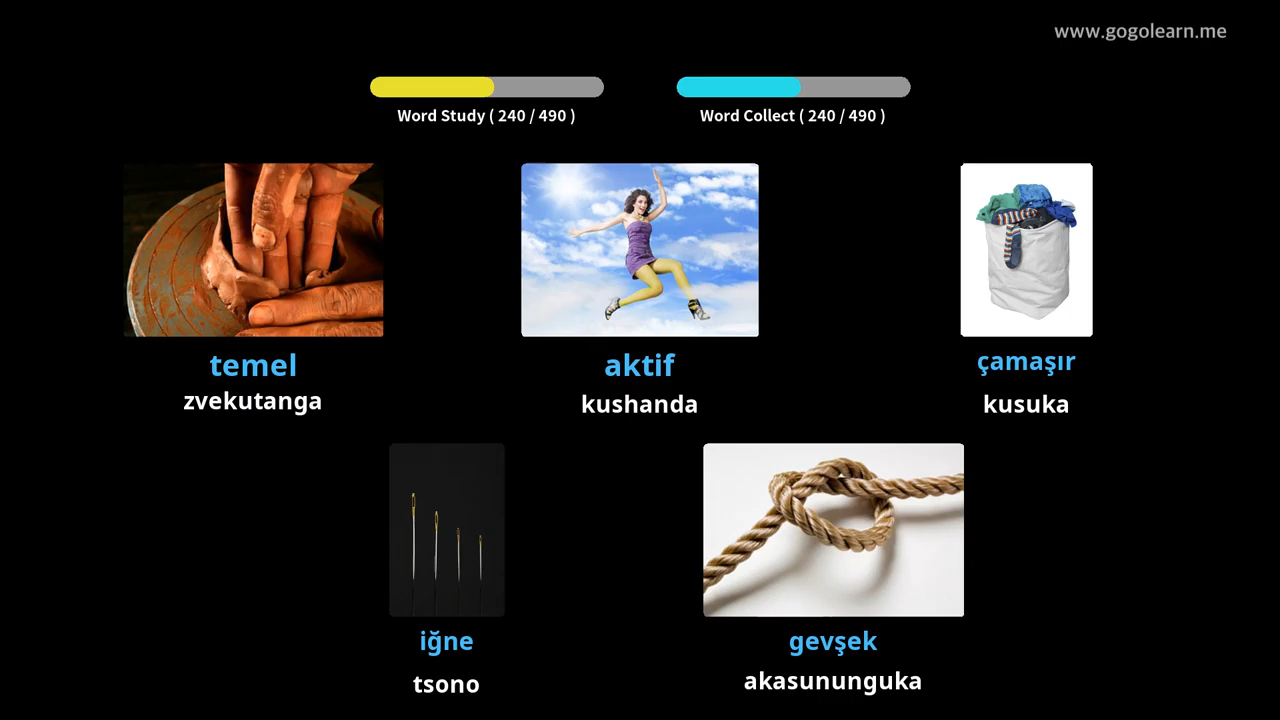 www.gogolearn.me
Word Study ( 240 / 490 )
Word Collect ( 240 / 490 )
temel
zvekutanga
aktif
kushanda
çamaşır
kusuka
iğne
tsono
gevşek
akasununguka